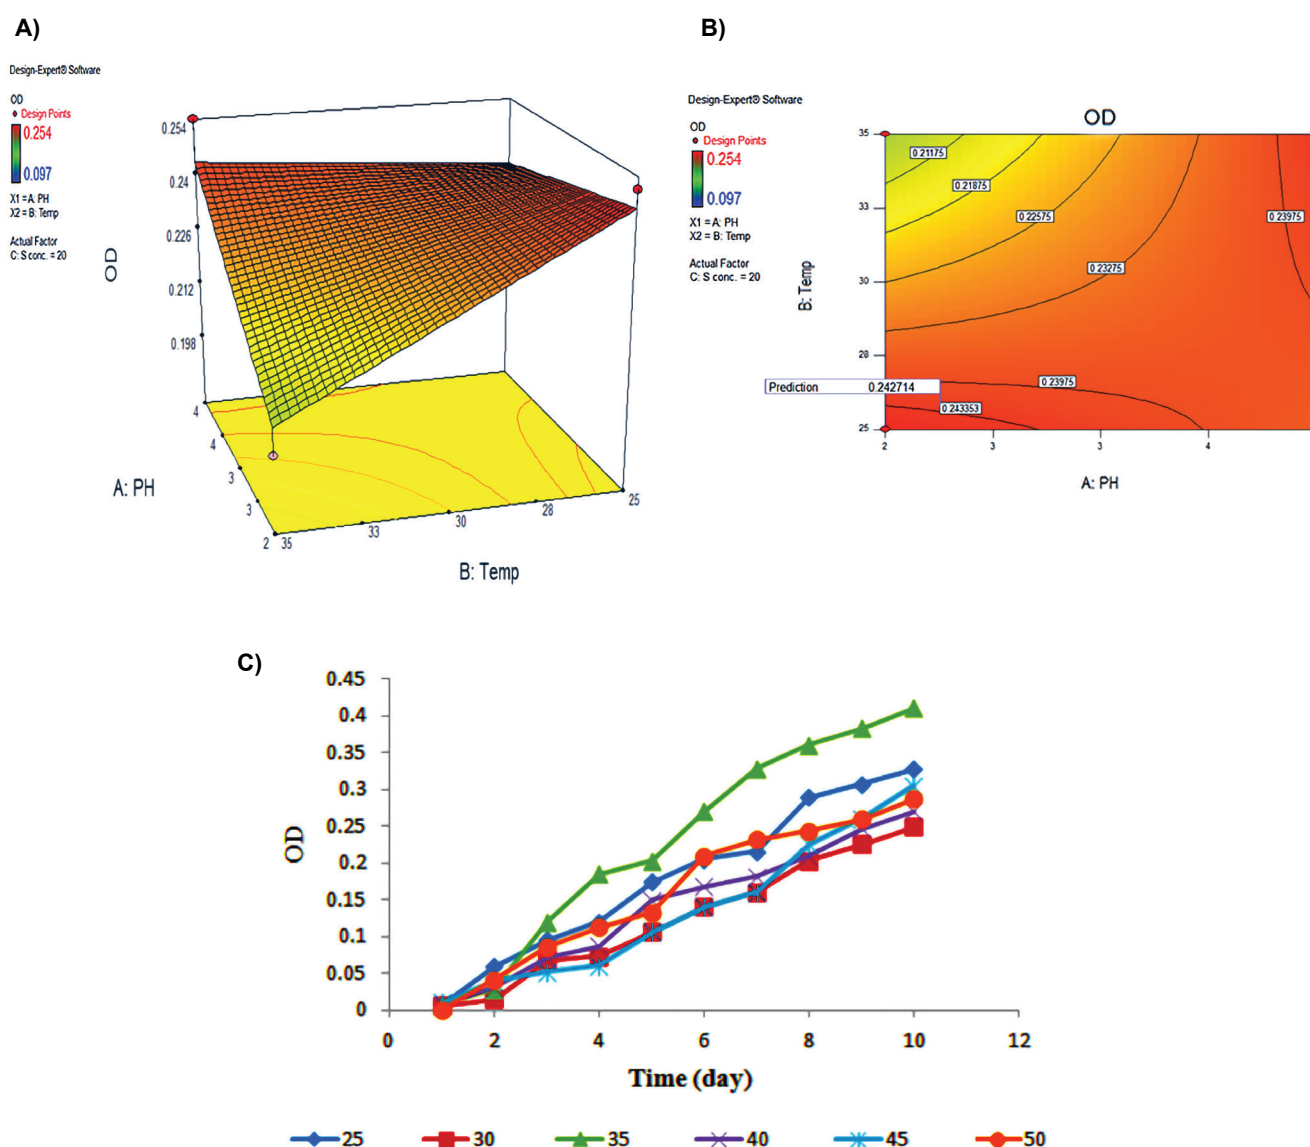 A)
Design-Expert® Software
OD
Design Points
0.254
0.097
X1 = A: PH
X2 = B: Temp
Actual Factor
C: S conc. = 20
OD
0.254
0.24
0.226
0.212
0.198
4
4
3
3
2
A: PH
35
33
30
28
25
B: Temp
B)
Design-Expert® Software
OD
Design Points
0.254
0.097
X1 = A: PH
X2 = B: Temp
Actual Factor
C: S conc. = 20
OD
35
33
30
28
25
B: Temp
0.21175
0.21875
0.22575
0.23275
0.23975
0.23975
0.243353
Prediction 0.242714
2
3
3
4
A: PH
C)
0.45
0.4
0.35
0.3
0.25
0.2
0.15
0.1
0.05
0
OD
0 2 4 6 8 10 12
Time (day)
25 30 35 40 45 50